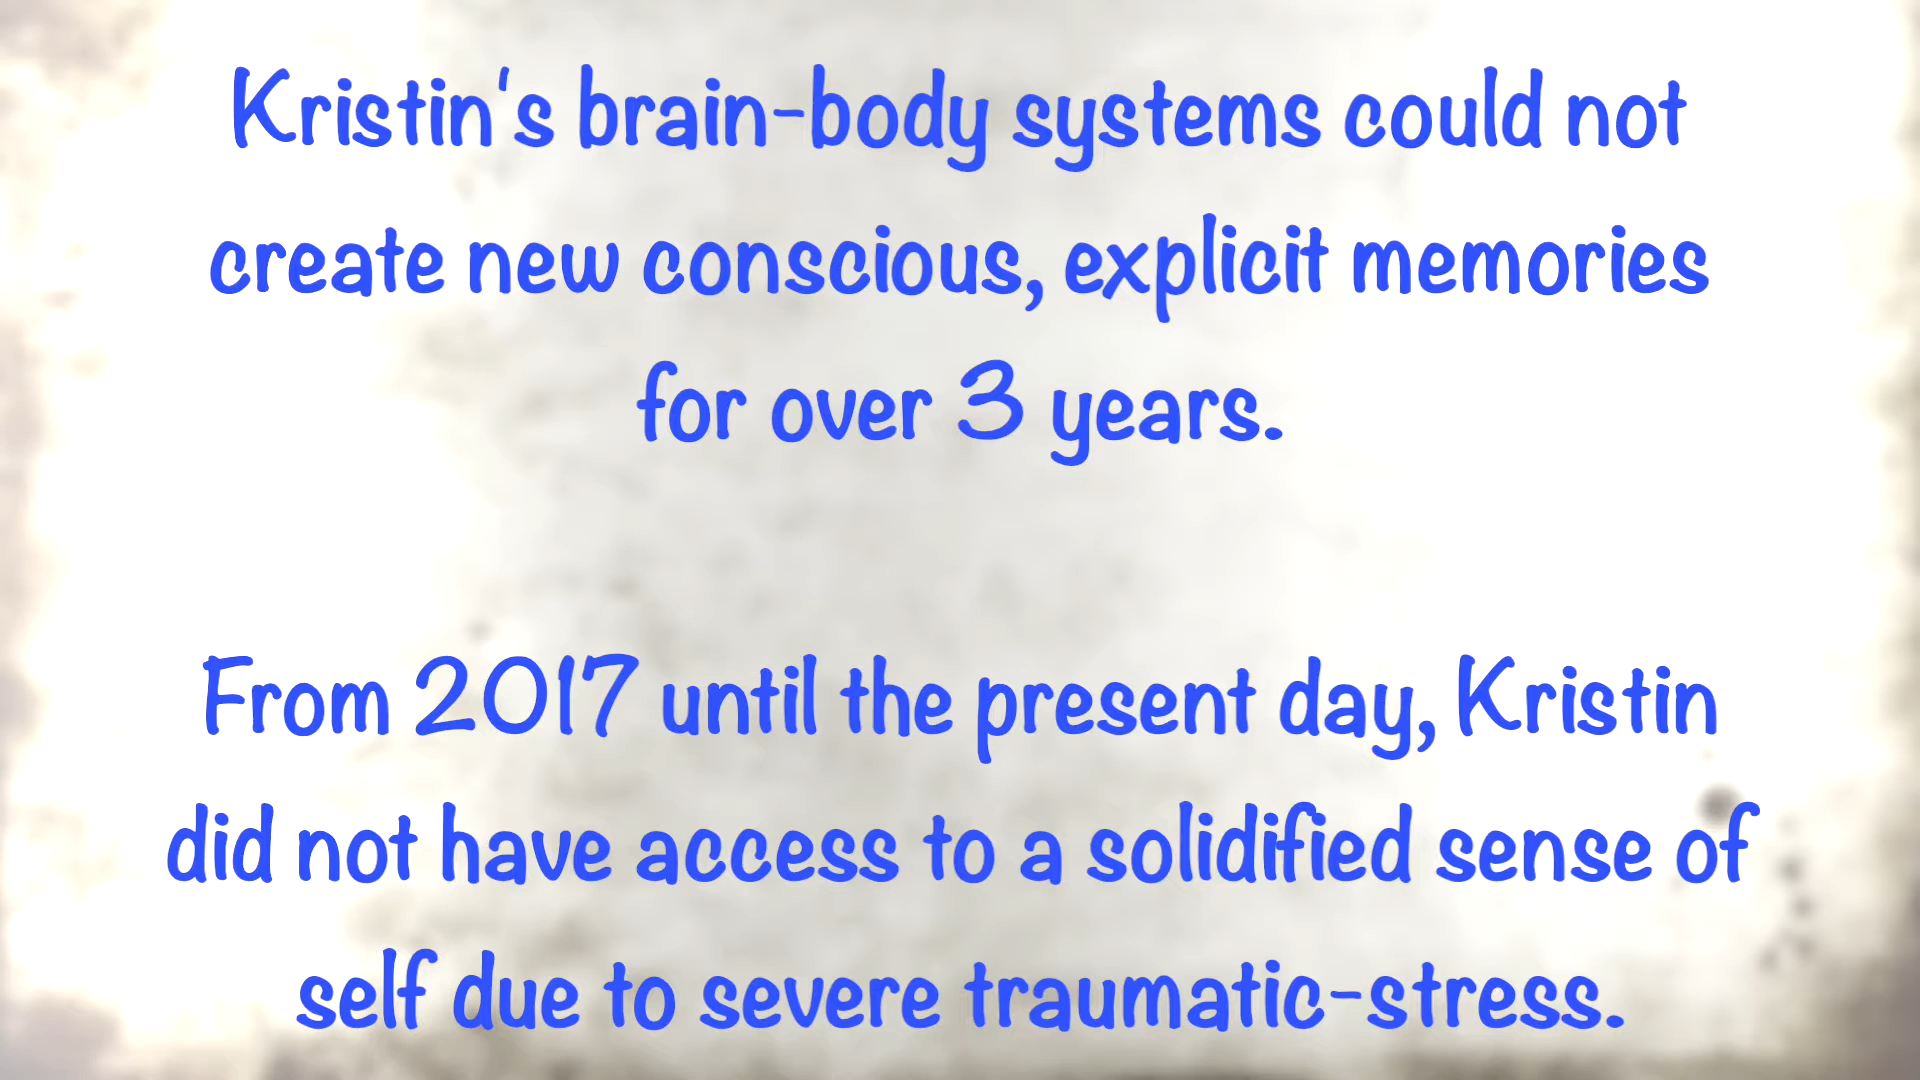 Kristin's brain-body systems could not
create new conscious, explicit memories
for over 3 years.
From 2017 until the present day, Kristin
did not have access to a solidified sense of
self due to severe traumatic-stress.